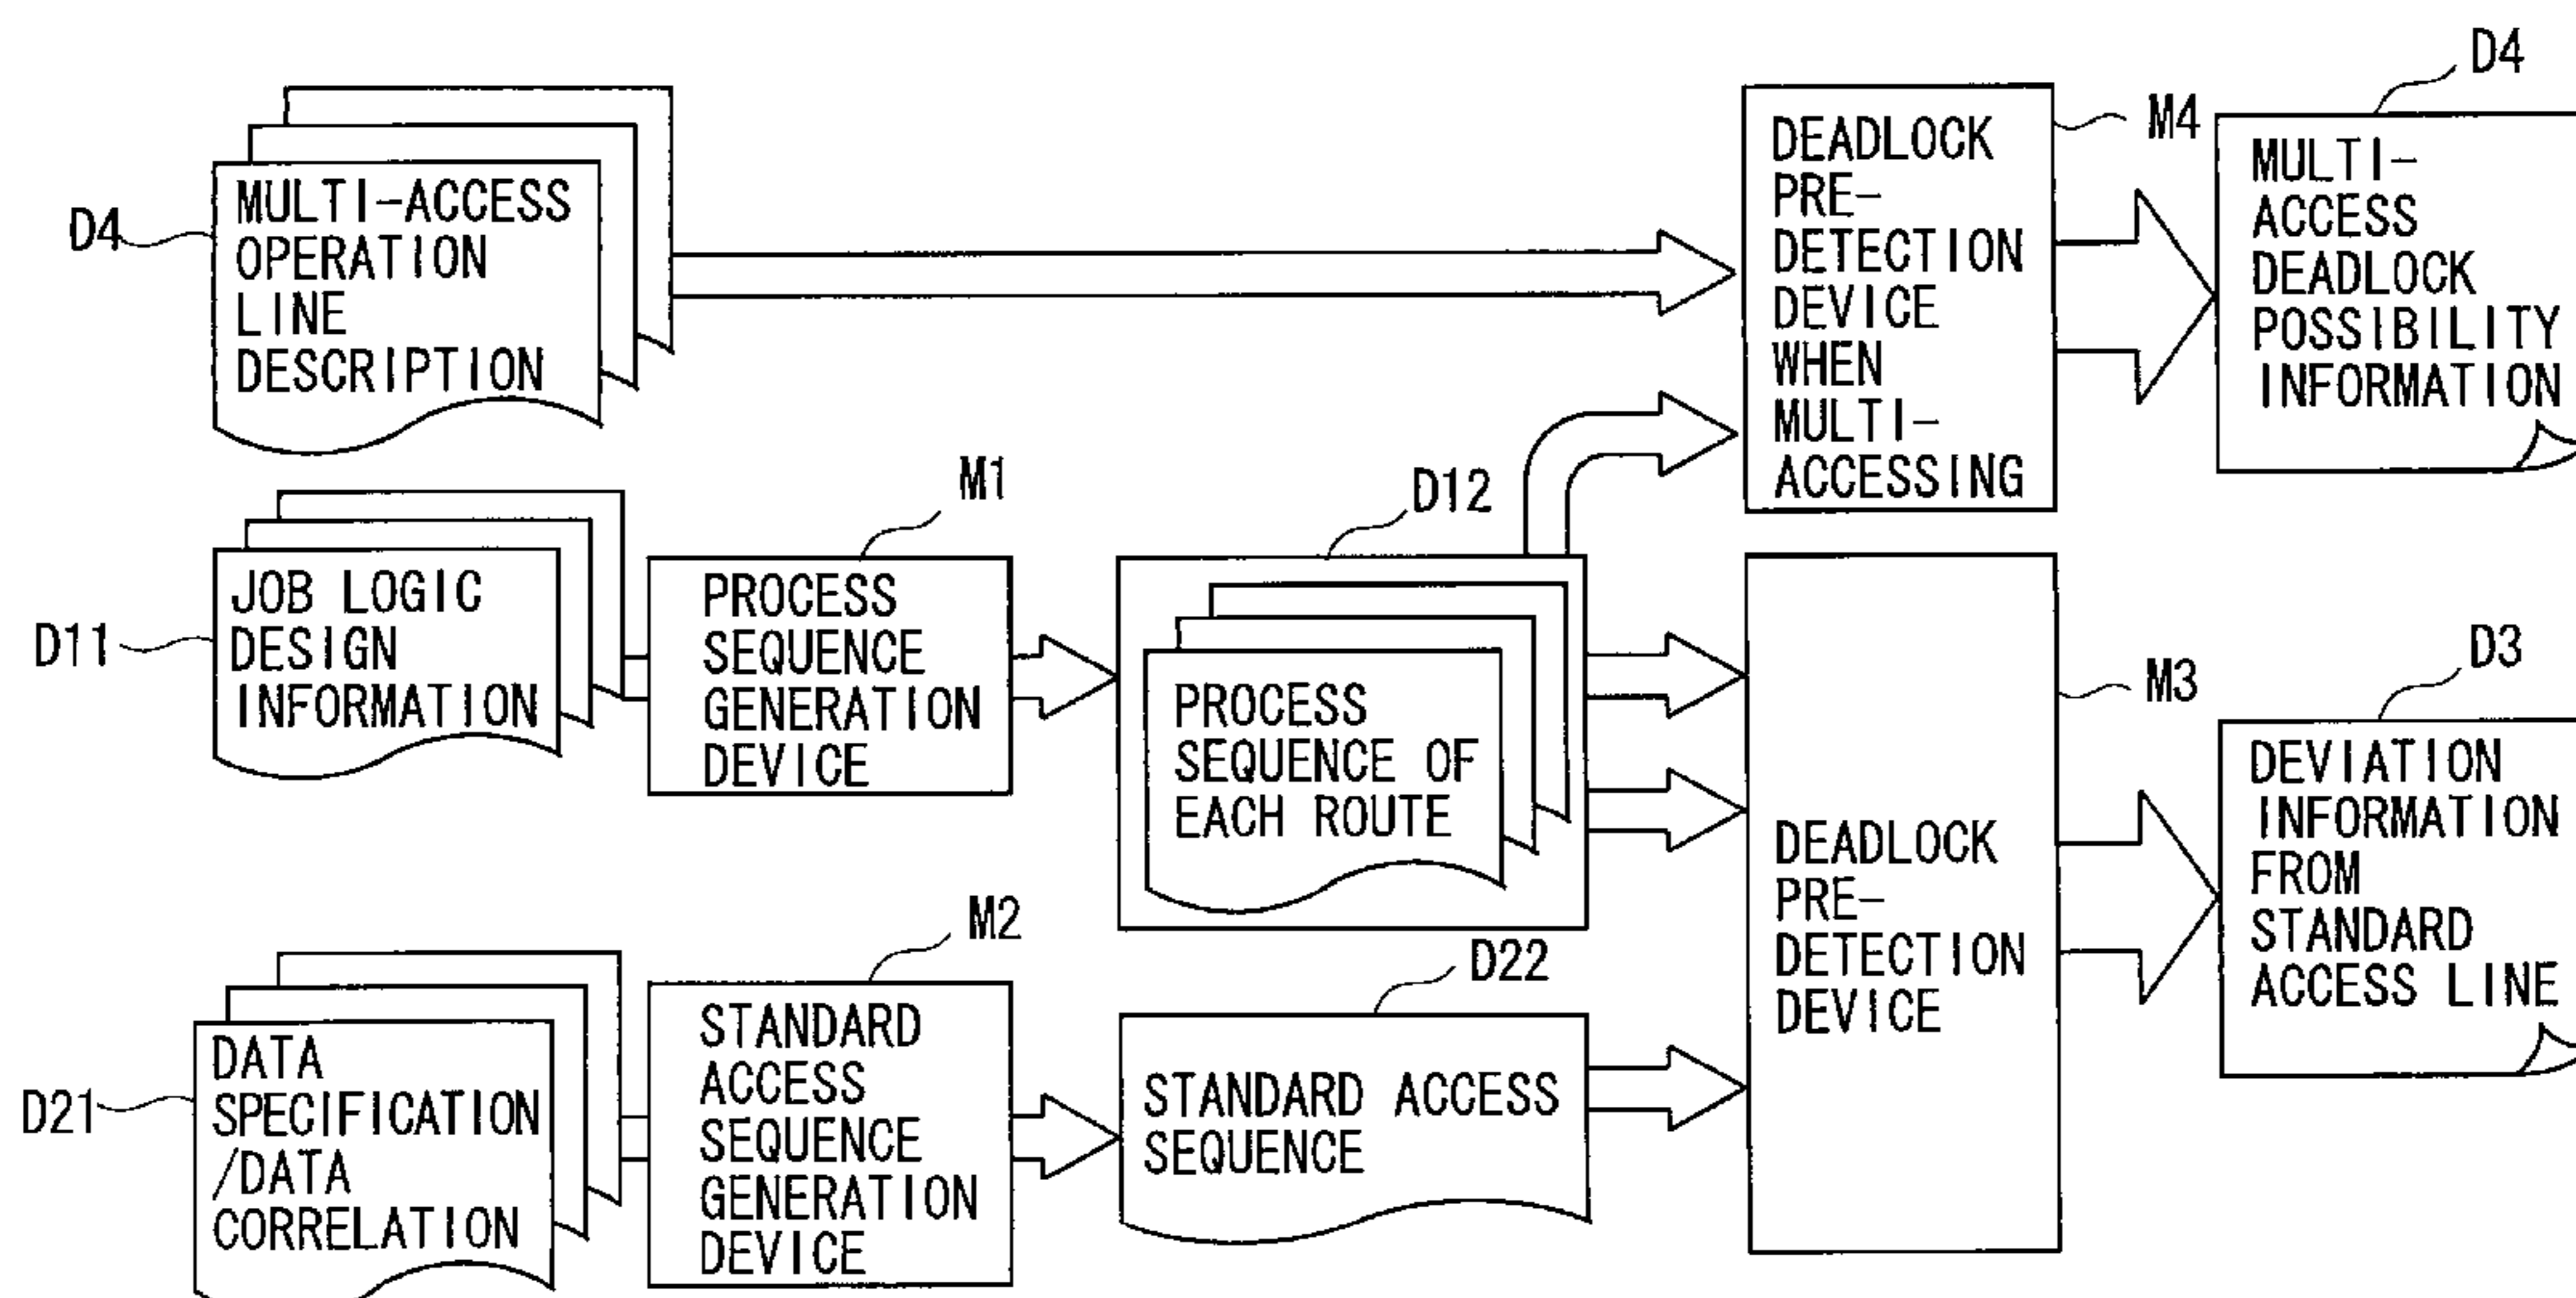 D4
MULTI-ACCESS
OPERATION
LINE
DESCRIPTION
DEADLOCK
PRE-
DETECTION
DEVICE
WHEN
MULTI-
ACCESSING
M4
D4
MULTI-
ACCESS
DEADLOCK
POSSIBILITY
INFORMATION
D11
JOB LOGIC
DESIGN
INFORMATION
M1
PROCESS
SEQUENCE
GENERATION
DEVICE
D12
PROCESS
SEQUENCE OF
EACH ROUTE
D21
DATA
SPECIFICATION
/DATA
CORRELATION
M2
STANDARD
ACCESS
SEQUENCE
GENERATION
DEVICE
D22
STANDARD ACCESS
SEQUENCE
DEADLOCK
PRE-
DETECTION
DEVICE
M3
D3
DEVIATION
INFORMATION
FROM
STANDARD
ACCESS LINE